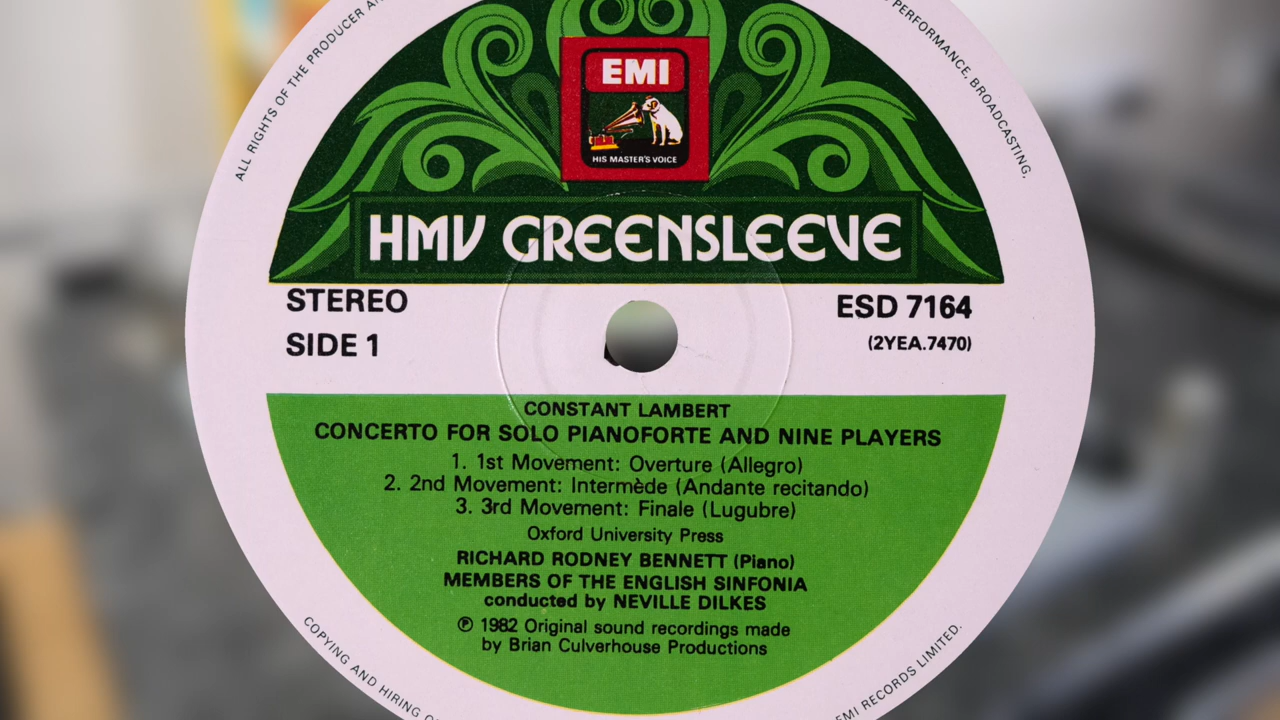 ALL RIGHTS OF THE PRODUCER
PERFORMANCE, BROADCASTING,
EMI
HIS MASTER'S VOICE
HMV GREENSLEEVE
STEREO
ESD 7164
SIDE 1
(2YEA.7470)
CONSTANT LAMBERT
CONCERTO FOR SOLO PIANOFORTE AND NINE PLAYERS
1. 1st Movement: Overture (Allegro)
2. 2nd Movement: Intermède (Andante recitando)
3. 3rd Movement: Finale (Lugubre)
Oxford University Press
RICHARD RODNEY BENNETT (Piano)
MEMBERS OF THE ENGLISH SINFONIA
conducted by NEVILLE DILKES
℗ 1982 Original sound recordings made
by Brian Culverhouse Productions
COPYING AND HIRING
EMI RECORDS LIMITED.